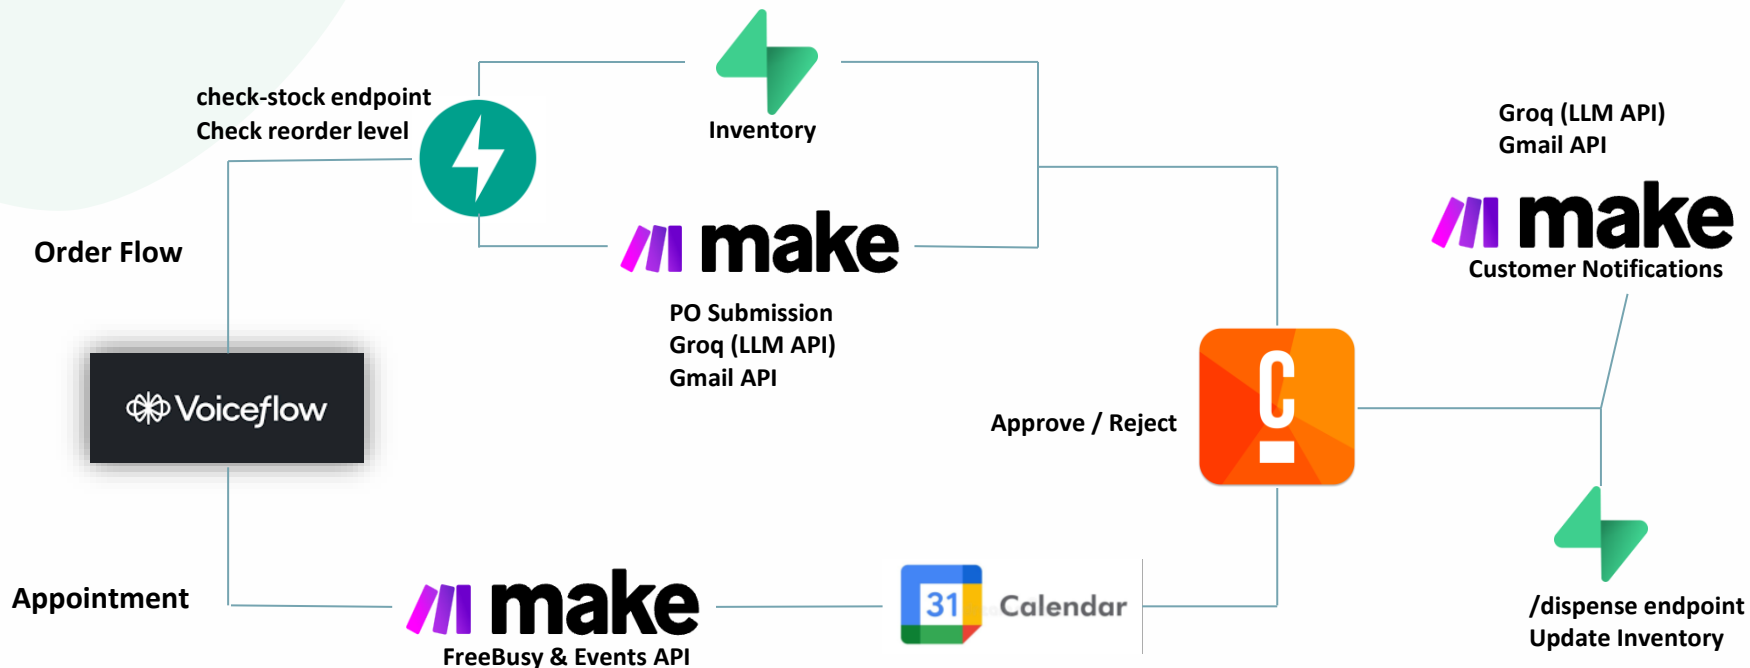 check-stock endpoint
Check reorder level
Inventory
Groq (LLM API)
Gmail API
make
Customer Notifications
Order Flow
make
PO Submission
Groq (LLM API)
Gmail API
Voiceflow
Approve / Reject
C
Appointment
make
FreeBusy & Events API
31
Calendar
/dispense endpoint
Update Inventory